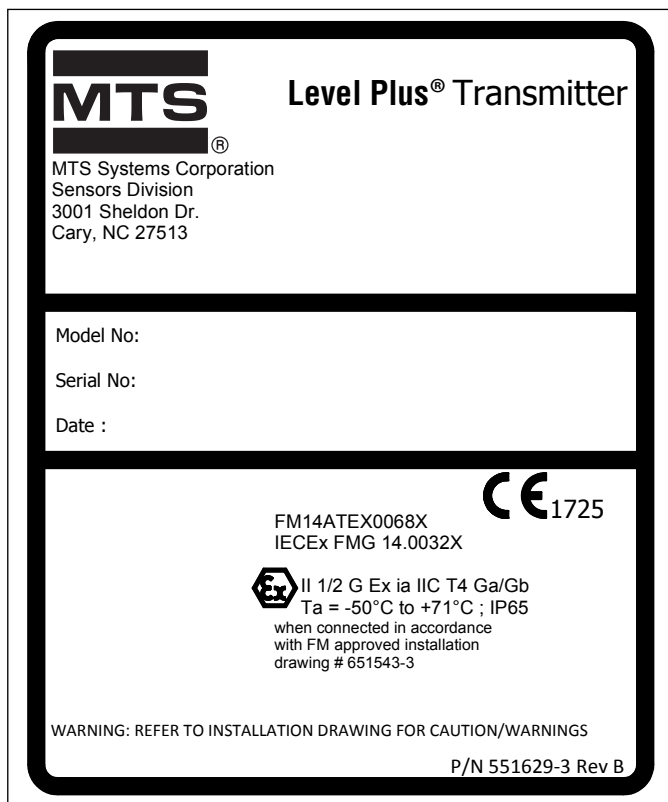 MTS
®
Level Plus® Transmitter
MTS Systems Corporation
Sensors Division
3001 Sheldon Dr.
Cary, NC 27513
Model No:
Serial No:
Date :
CE 1725
FM14ATEX0068X
IECEx FMG 14.0032X
Ex II 1/2 G Ex ia IIC T4 Ga/Gb
Ta = -50°C to +71°C ; IP65
when connected in accordance
with FM approved installation
drawing # 651543-3
WARNING: REFER TO INSTALLATION DRAWING FOR CAUTION/WARNINGS
P/N 551629-3 Rev B